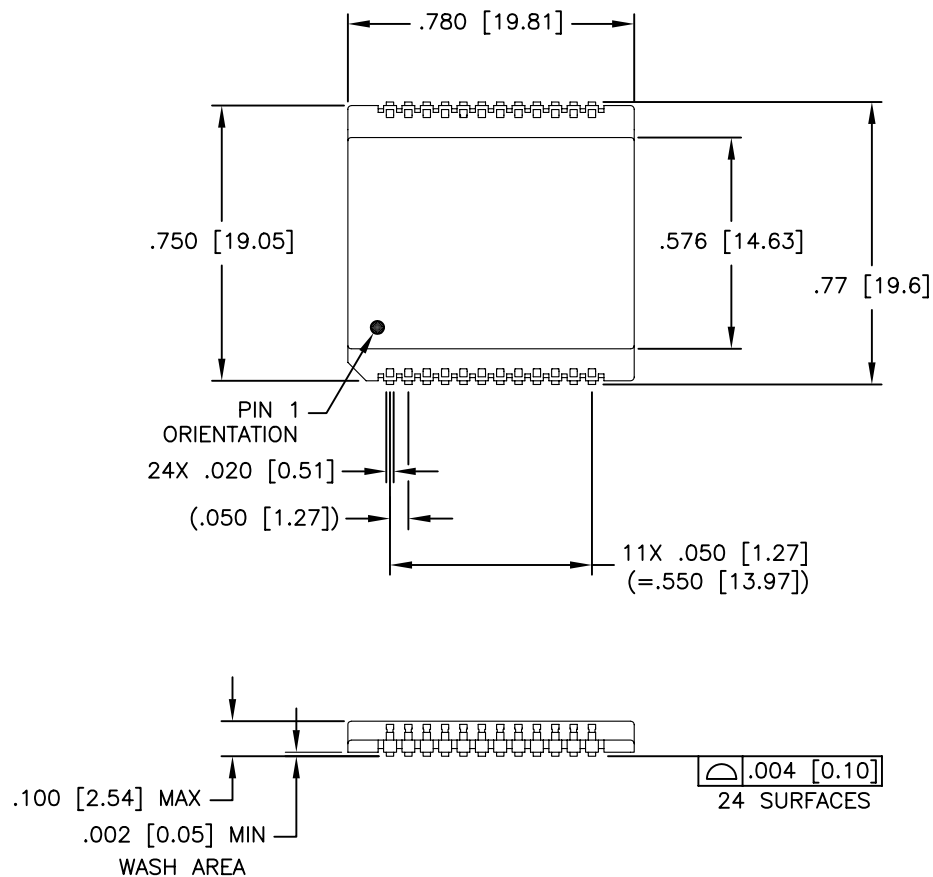 .780 [19.81]
.750 [19.05]
.576 [14.63]
.77 [19.6]
PIN 1
ORIENTATION
24X .020 [0.51]
(.050 [1.27])
11X .050 [1.27]
(=.550 [13.97])
.100 [2.54] MAX
.002 [0.05] MIN
WASH AREA
.004 [0.10]
24 SURFACES